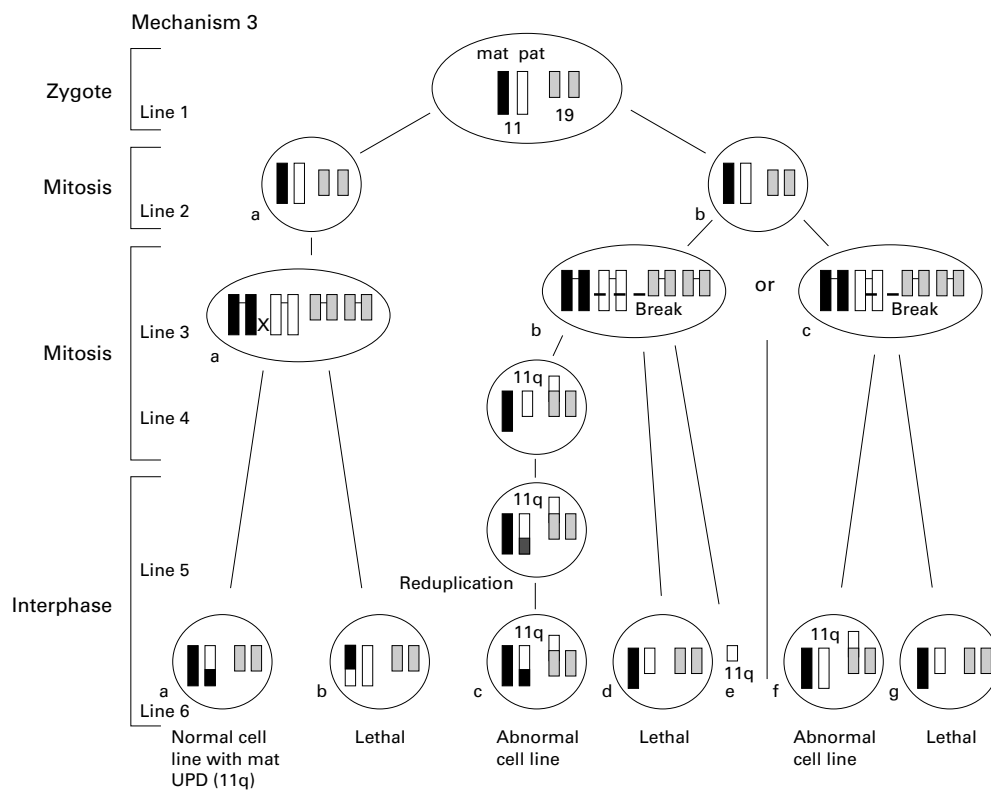 Mechanism 3
Zygote
Line 1
mat pat
11
19
Mitosis
Line 2
a
b
Mitosis
Line 3
a
X
b
Break
or
c
Break
Line 4
11q
Interphase
Line 5
11q
Reduplication
Line 6
a
b
11q
c
d
e
11q
11q
f
g
Normal cell
line with mat
UPD (11q)
Lethal
Abnormal
cell line
Lethal
Abnormal
cell line
Lethal